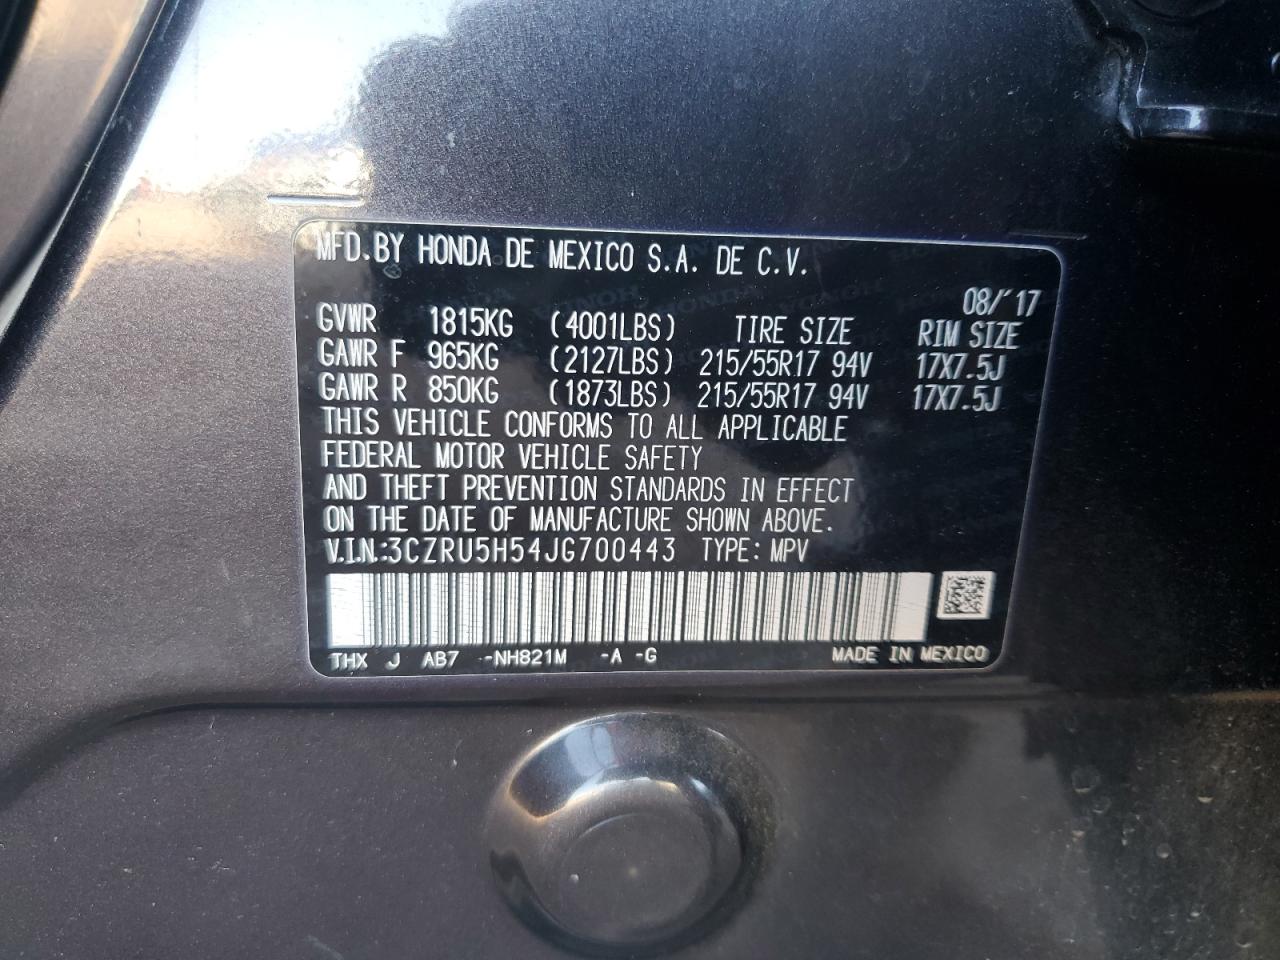 MFD.BY HONDA DE MEXICO S.A. DE C.V.
08/'17
GVWR 1815KG (4001LBS) TIRE SIZE RIM SIZE
GAWR F 965KG (2127LBS) 215/55R17 94V 17X7.5J
GAWR R 850KG (1873LBS) 215/55R17 94V 17X7.5J
THIS VEHICLE CONFORMS TO ALL APPLICABLE
FEDERAL MOTOR VEHICLE SAFETY
AND THEFT PREVENTION STANDARDS IN EFFECT
ON THE DATE OF MANUFACTURE SHOWN ABOVE.
V.I.N.:3CZRU5H54JG700443 TYPE: MPV
THX J AB7 -NH821M -A -G MADE IN MEXICO